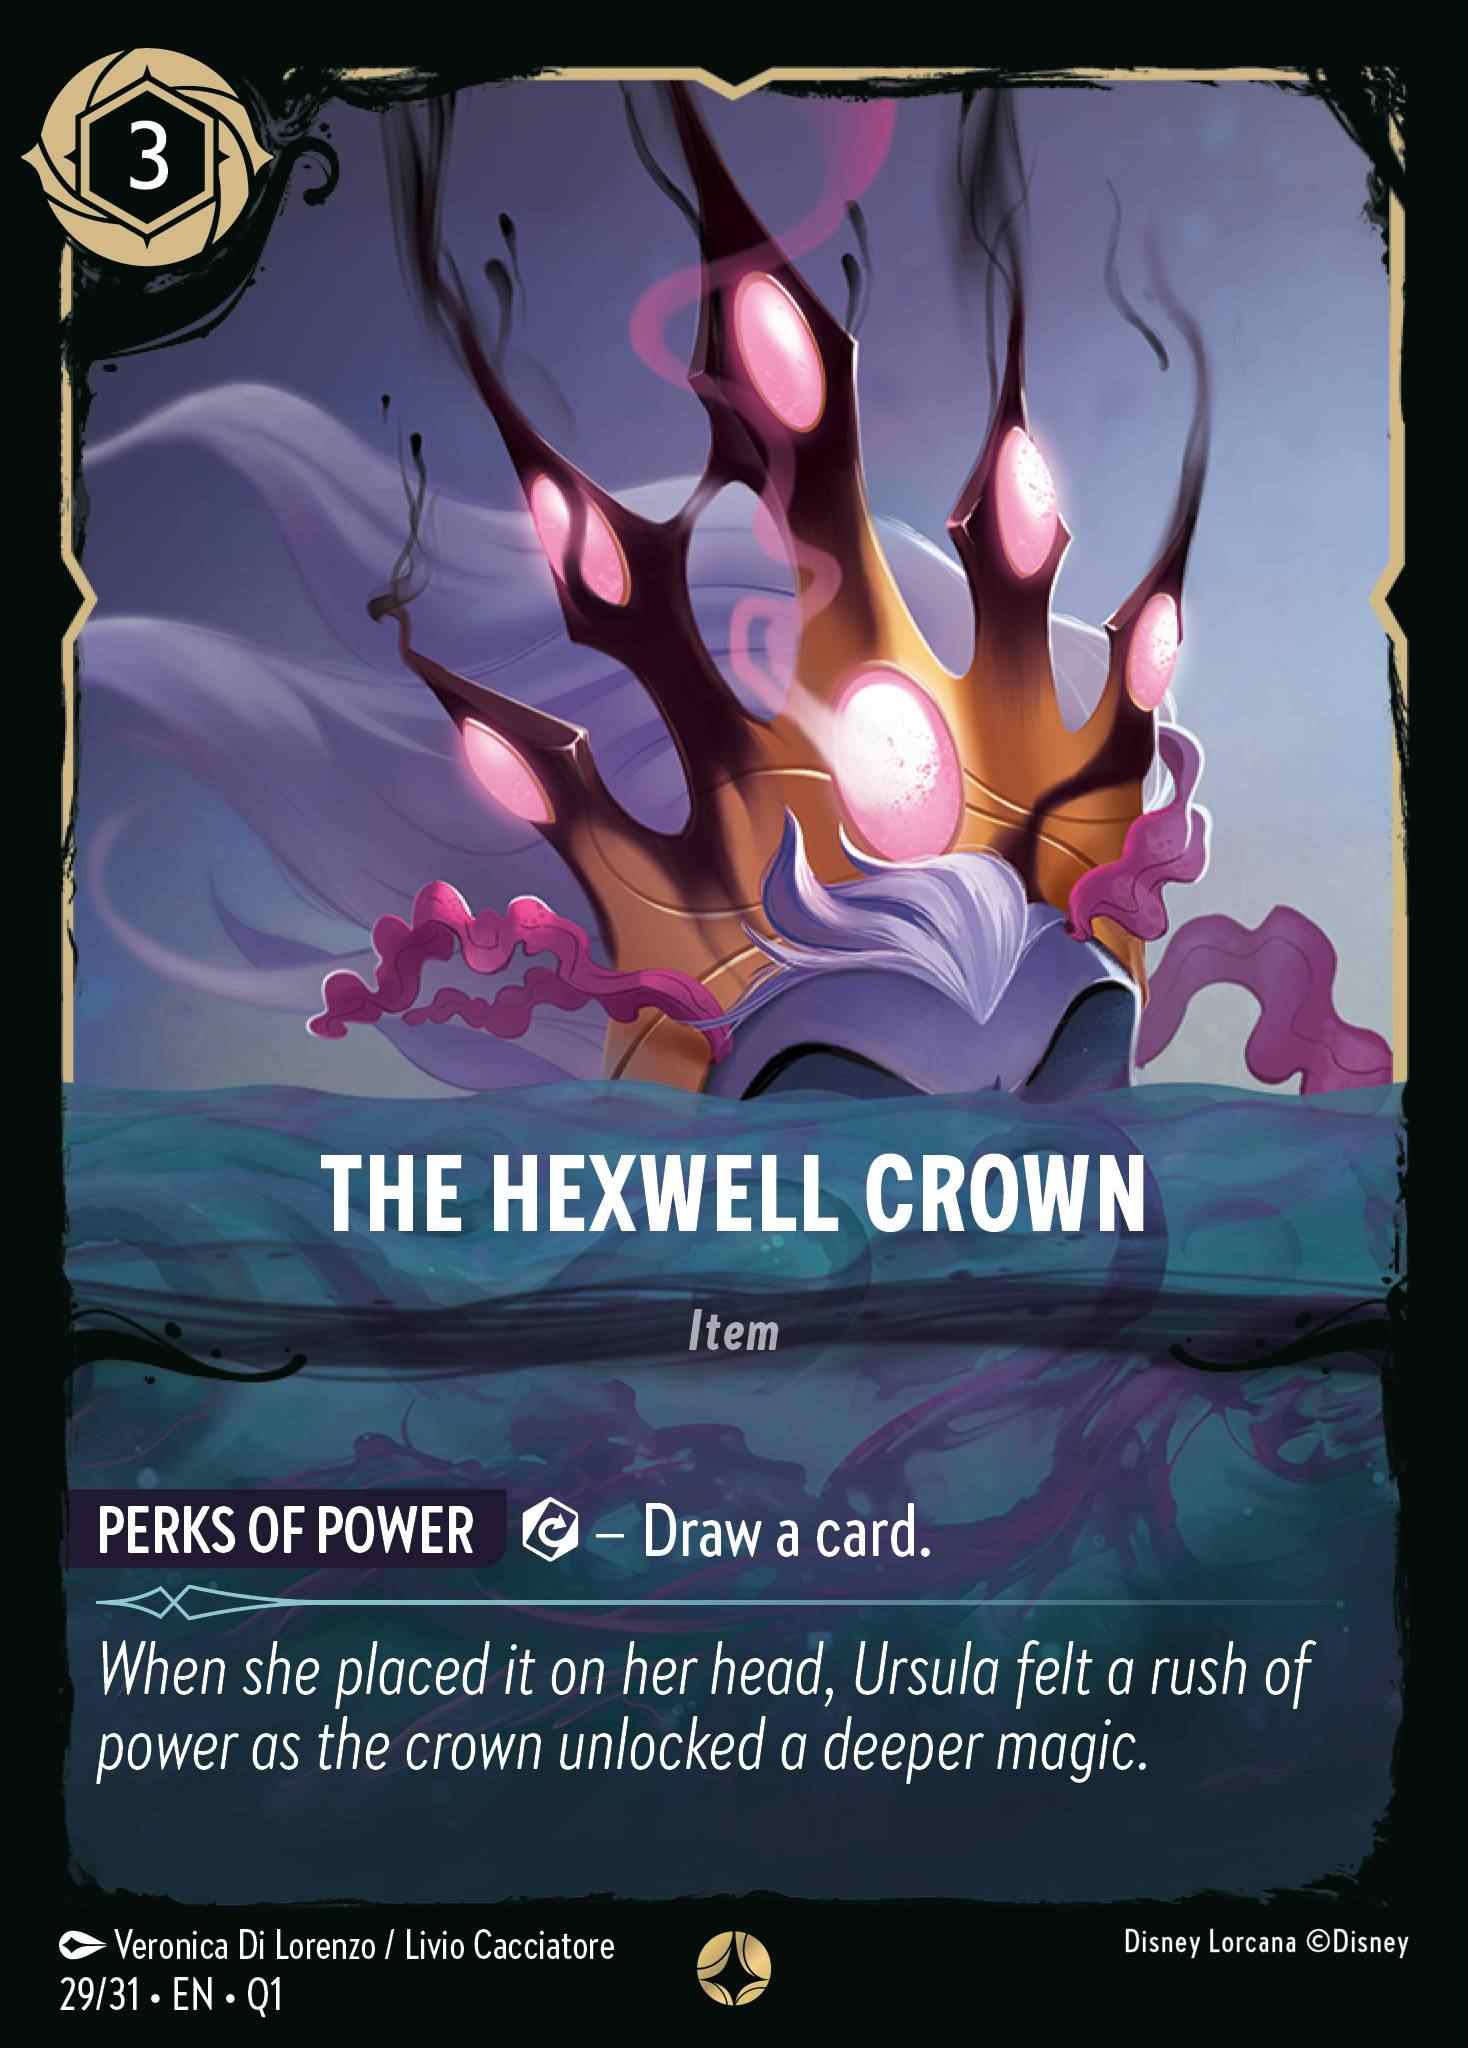 3
THE HEXWELL CROWN
Item
PERKS OF POWER – Draw a card.
When she placed it on her head, Ursula felt a rush of
power as the crown unlocked a deeper magic.
Veronica Di Lorenzo / Livio Cacciatore
Disney Lorcana ©Disney
29/31 • EN • Q1